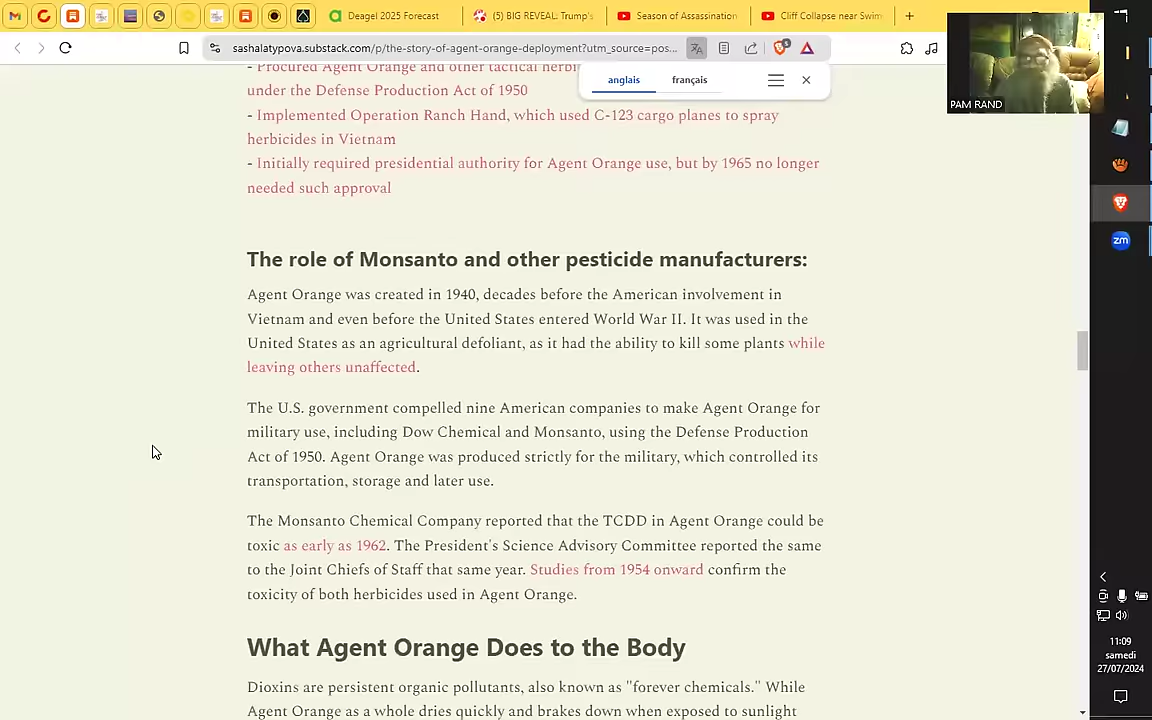 Deagel 2025 Forecast
(5) BIG REVEAL: Trump's
Season of Assassination
Cliff Collapse near Swim
sashalatypova.substack.com/p/the-story-of-agent-orange-deployment?utm_source=pos...
anglais
français
PAM RAND
- Procured Agent Orange and other tactical herbi
under the Defense Production Act of 1950
- Implemented Operation Ranch Hand, which used C-123 cargo planes to spray
herbicides in Vietnam
- Initially required presidential authority for Agent Orange use, but by 1965 no longer
needed such approval
The role of Monsanto and other pesticide manufacturers:
Agent Orange was created in 1940, decades before the American involvement in
Vietnam and even before the United States entered World War II. It was used in the
United States as an agricultural defoliant, as it had the ability to kill some plants while
leaving others unaffected.
The U.S. government compelled nine American companies to make Agent Orange for
military use, including Dow Chemical and Monsanto, using the Defense Production
Act of 1950. Agent Orange was produced strictly for the military, which controlled its
transportation, storage and later use.
The Monsanto Chemical Company reported that the TCDD in Agent Orange could be
toxic as early as 1962. The President's Science Advisory Committee reported the same
to the Joint Chiefs of Staff that same year. Studies from 1954 onward confirm the
toxicity of both herbicides used in Agent Orange.
What Agent Orange Does to the Body
Dioxins are persistent organic pollutants, also known as "forever chemicals." While
Agent Orange as a whole dries quickly and brakes down when exposed to sunlight
zm
11:09
samedi
27/07/2024